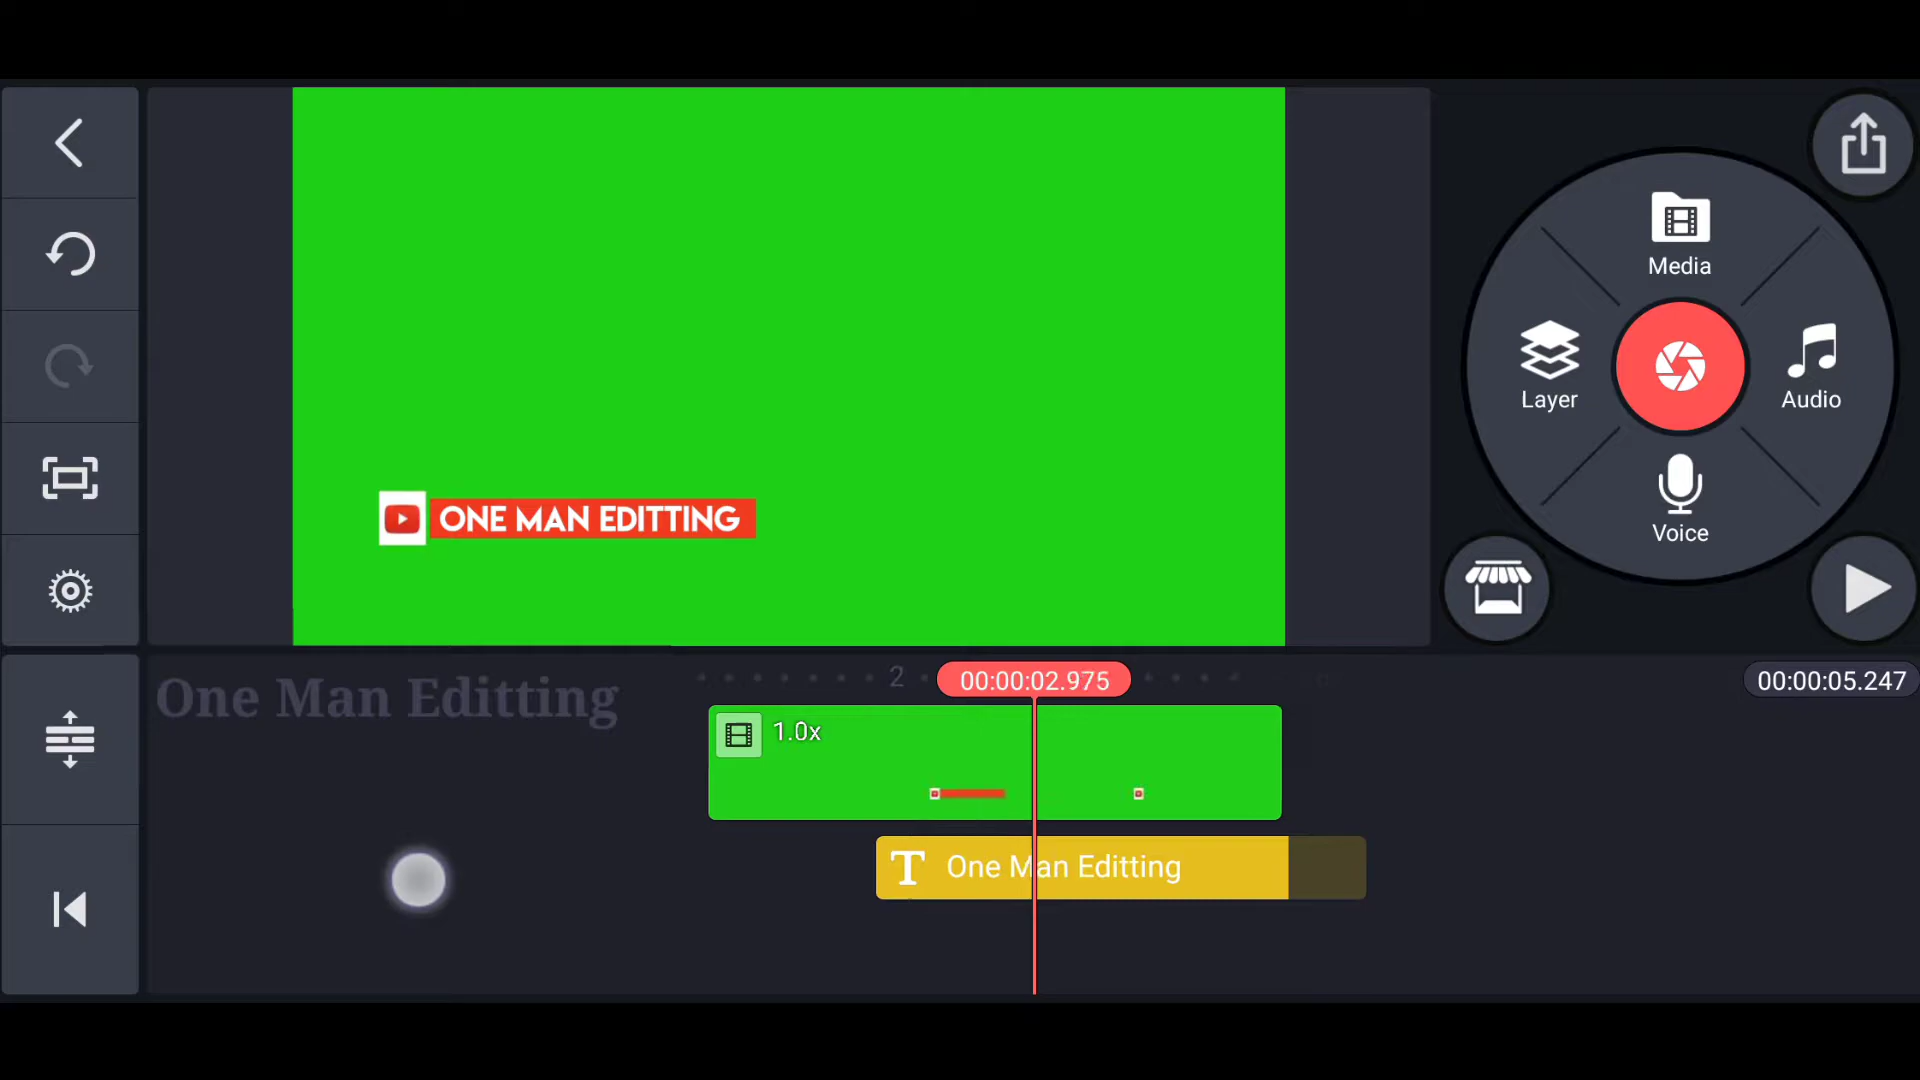 Media
Layer
Audio
ONE MAN EDITTING
Voice
One Man Editting
2
00:00:02.975
00:00:05.247
1.0x
T One Man Editting